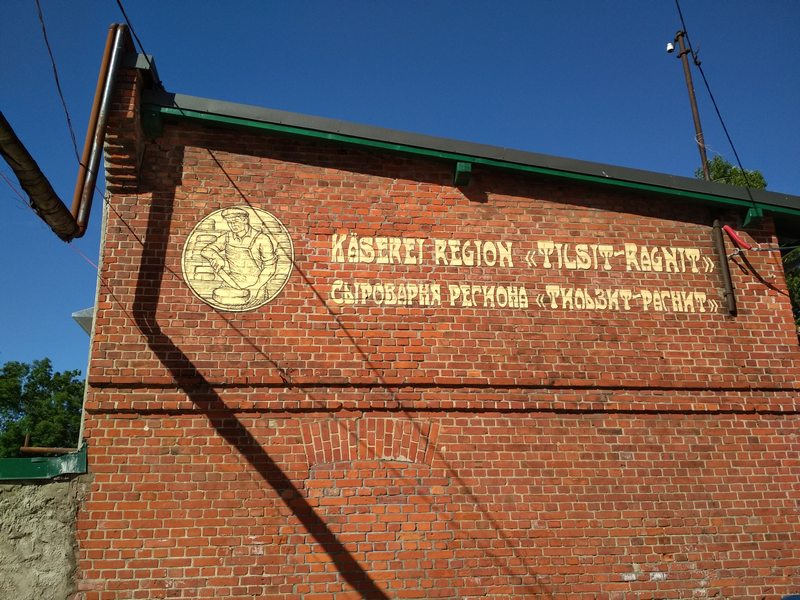 KÄSEREI REGION «TILSIT-RAGNIT»
СЫРОВАРНЯ РЕГИОНА «ТИЛЬЗИТ-РАГНИТ»